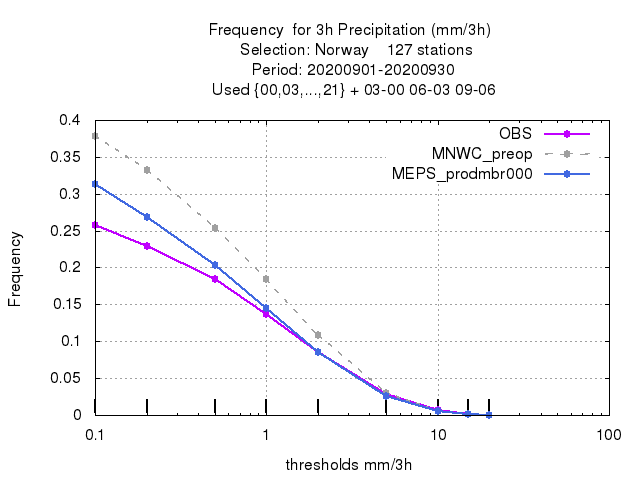 Frequency  for 3h Precipitation (mm/3h)
Selection: Norway    127 stations
Period: 20200901-20200930
Used {00,03,...,21} + 03-00 06-03 09-06
OBS
MNWC_preop
MEPS_prodmbr000
0.4
0.35
0.3
0.25
0.2
0.15
0.1
0.05
0
Frequency
0.1 1 10 100
thresholds mm/3h